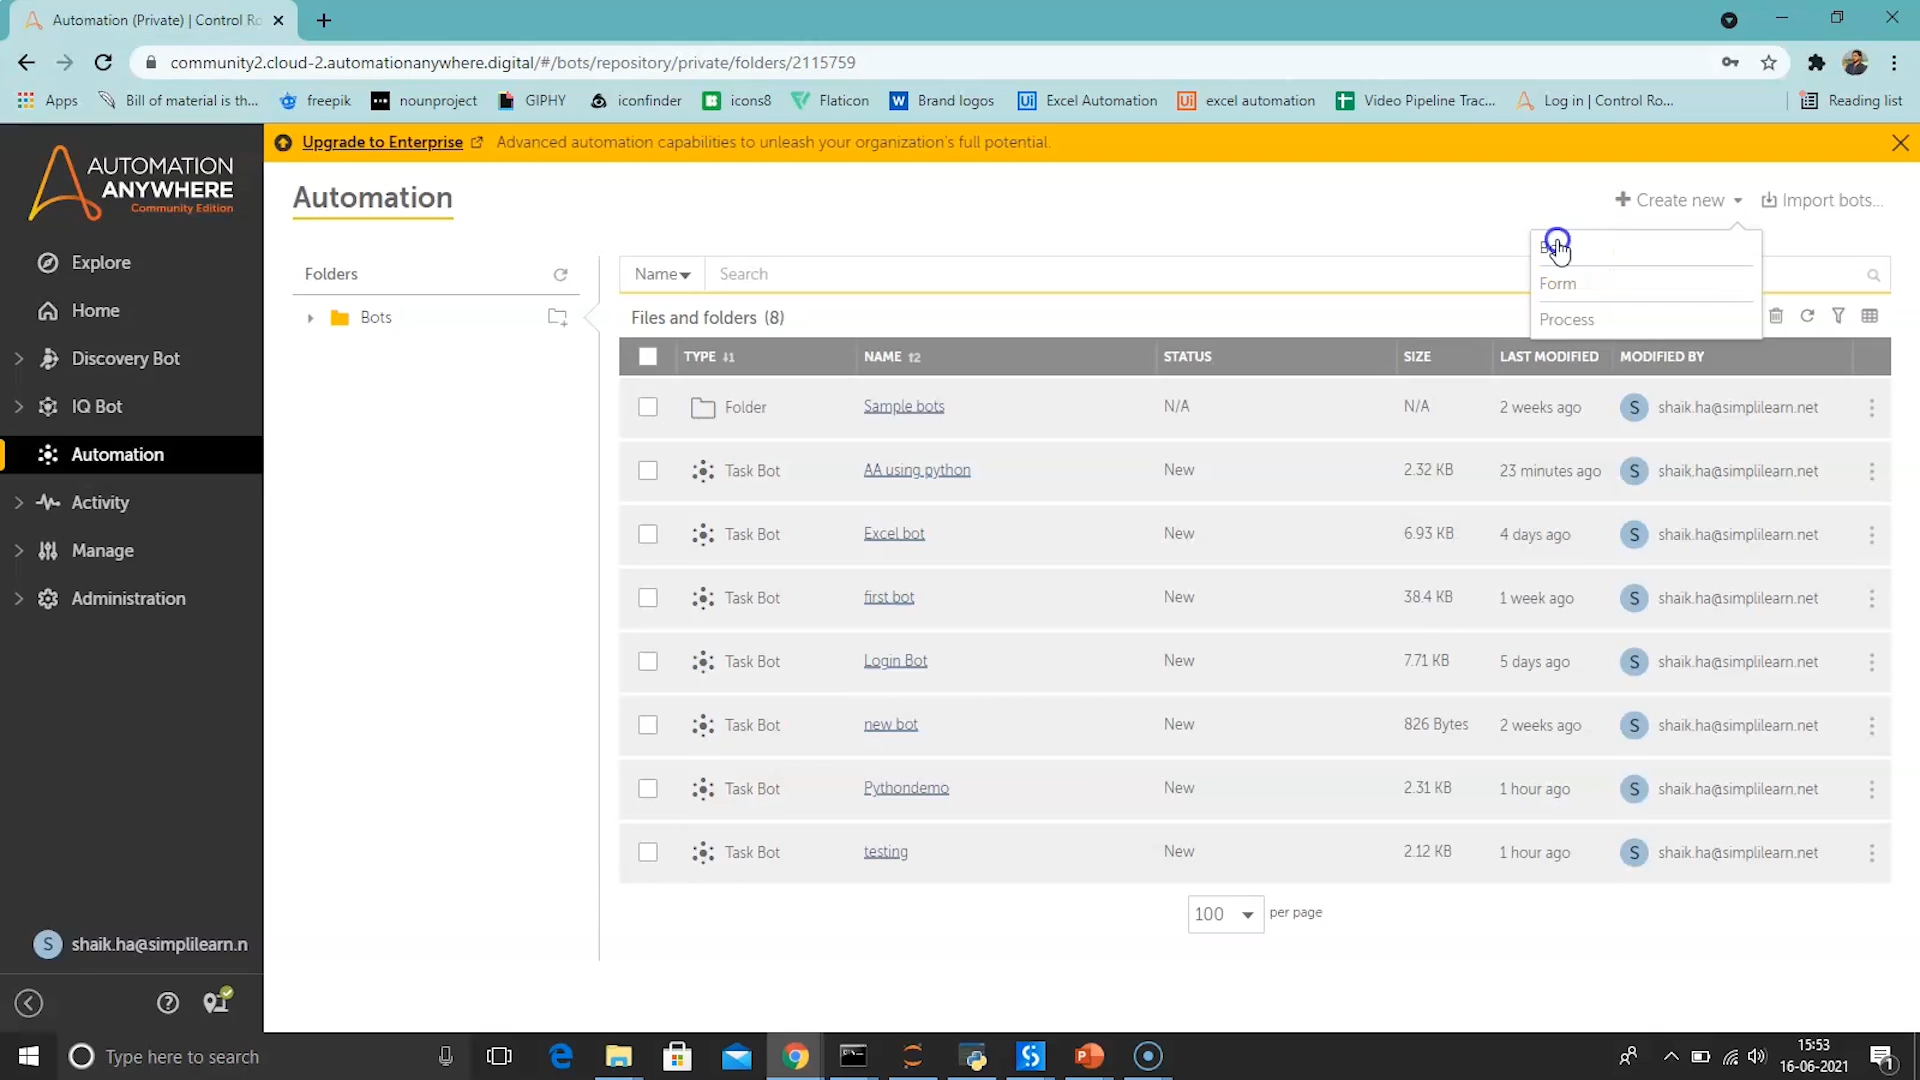 Automation (Private) | Control Ro
community2.cloud-2.automationanywhere.digital/#/bots/repository/private/folders/2115759
Apps Bill of material is th... freepik nounproject GIPHY iconfinder icons8 Flaticon Brand logos Excel Automation excel automation Video Pipeline Trac... Log in | Control Ro... Reading list
Upgrade to Enterprise Advanced automation capabilities to unleash your organization's full potential.
AUTOMATION
ANYWHERE
Community Edition
Explore
Home
Discovery Bot
IQ Bot
Automation
Activity
Manage
Administration
shaik.ha@simplilearn.n
Automation
Create new Import bots...
Form
Process
Folders
Bots
Name Search
Files and folders (8)
TYPE NAME STATUS SIZE LAST MODIFIED MODIFIED BY
Folder Sample bots N/A N/A 2 weeks ago S shaik.ha@simplilearn.net
Task Bot AA using python New 2.32 KB 23 minutes ago S shaik.ha@simplilearn.net
Task Bot Excel bot New 6.93 KB 4 days ago S shaik.ha@simplilearn.net
Task Bot first bot New 38.4 KB 1 week ago S shaik.ha@simplilearn.net
Task Bot Login Bot New 7.71 KB 5 days ago S shaik.ha@simplilearn.net
Task Bot new bot New 826 Bytes 2 weeks ago S shaik.ha@simplilearn.net
Task Bot Pythondemo New 2.31 KB 1 hour ago S shaik.ha@simplilearn.net
Task Bot testing New 2.12 KB 1 hour ago S shaik.ha@simplilearn.net
100 per page
Type here to search
15:53
16-06-2021